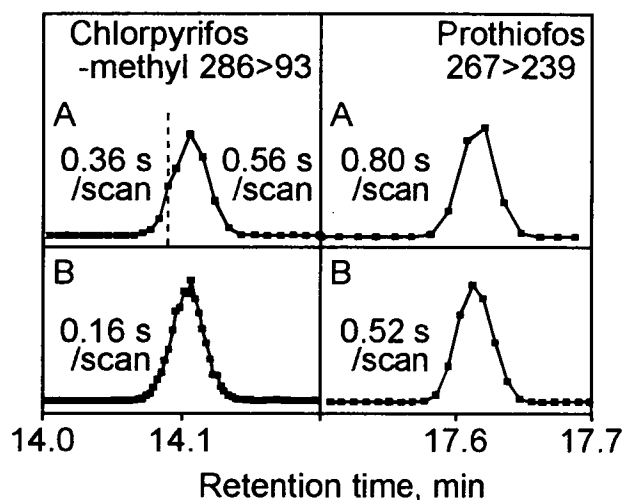 Chlorpyrifos
-methyl 286>93
A
0.36 s
/scan
0.56 s
/scan
Prothiofos
267>239
A
0.80 s
/scan
B
0.16 s
/scan
B
0.52 s
/scan
14.0
14.1
17.6
17.7
Retention time, min